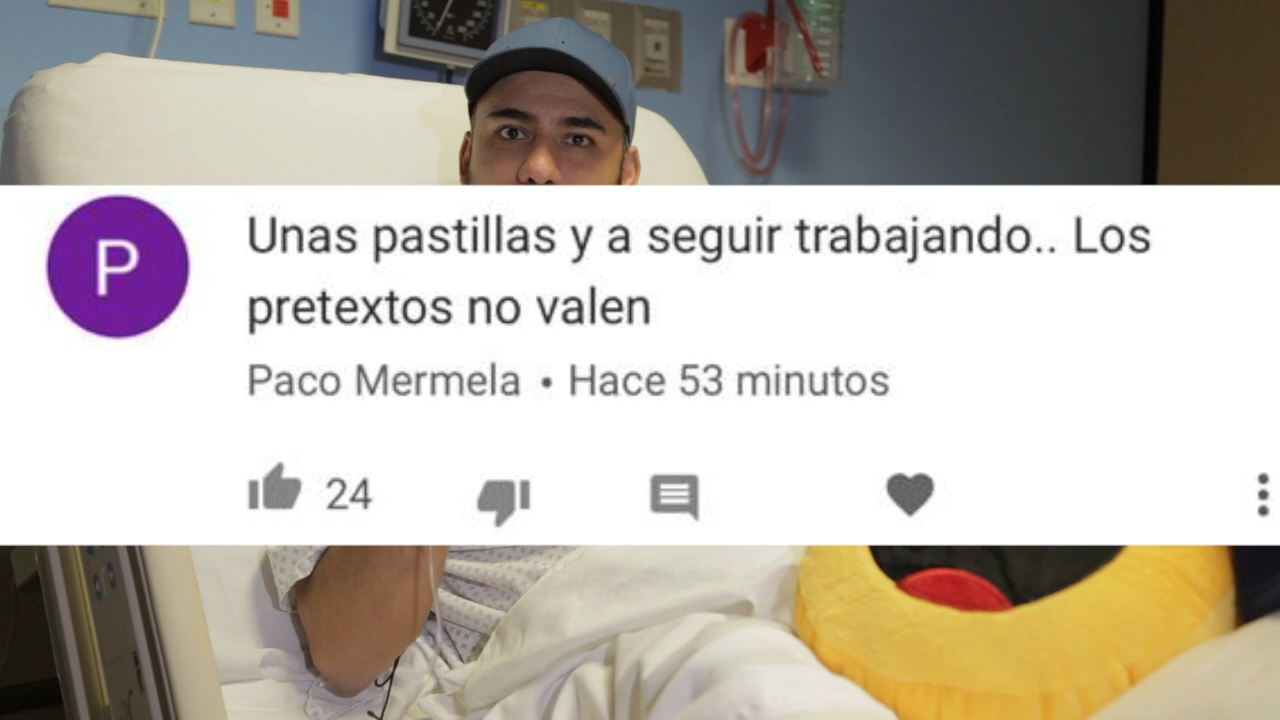 P
Unas pastillas y a seguir trabajando.. Los
pretextos no valen
Paco Mermela • Hace 53 minutos
24